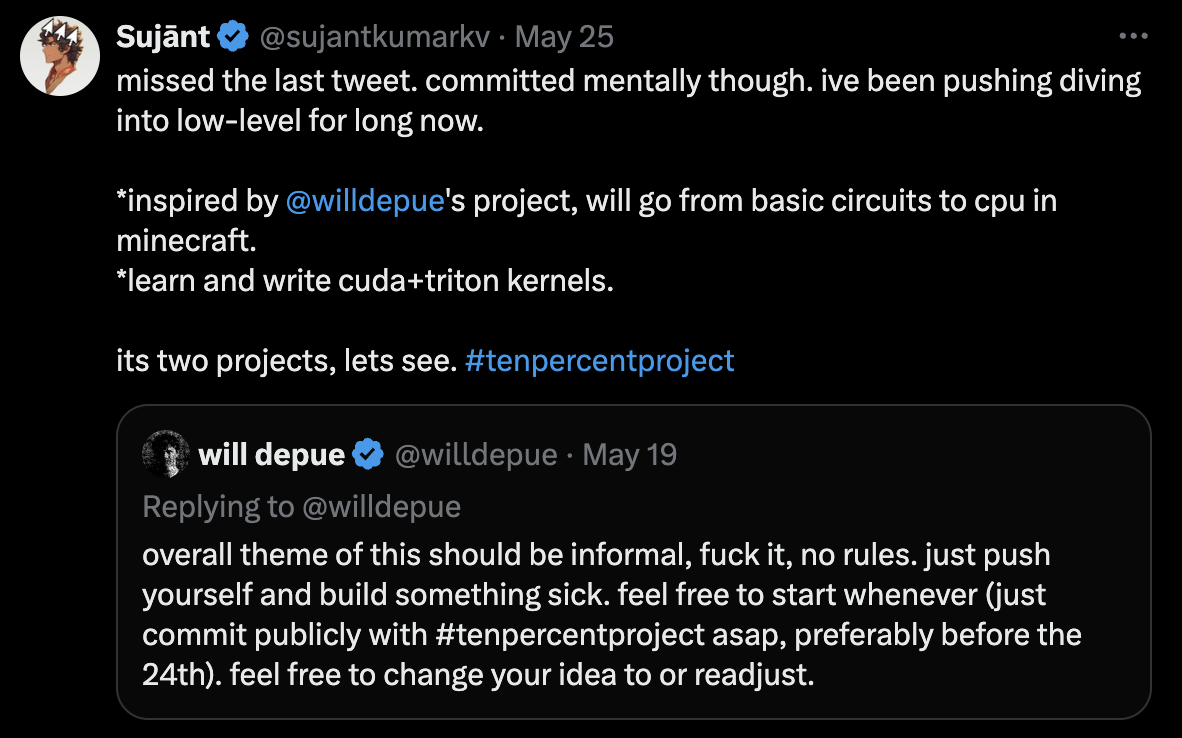 Sujānt @sujantkumarkv · May 25
missed the last tweet. committed mentally though. ive been pushing diving
into low-level for long now.
*inspired by @willdepue's project, will go from basic circuits to cpu in
minecraft.
*learn and write cuda+triton kernels.
its two projects, lets see. #tenpercentproject
will depue @willdepue · May 19
Replying to @willdepue
overall theme of this should be informal, fuck it, no rules. just push
yourself and build something sick. feel free to start whenever (just
commit publicly with #tenpercentproject asap, preferably before the
24th). feel free to change your idea to or readjust.